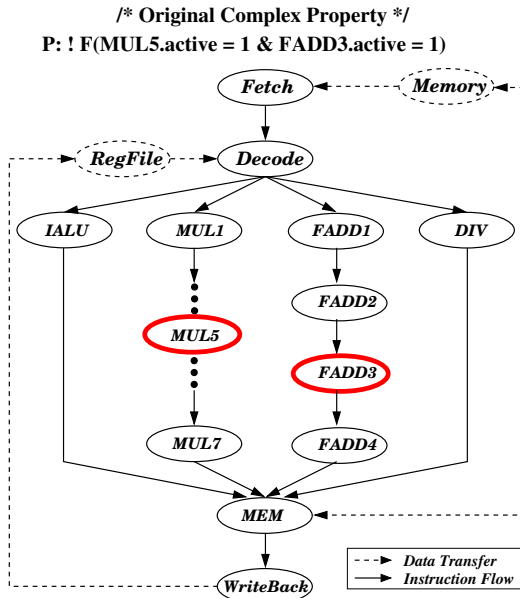 /* Original Complex Property */
P: ! F(MUL5.active = 1 & FADD3.active = 1)
Fetch
Memory
RegFile
Decode
IALU
MUL1
FADD1
DIV
FADD2
MUL5
FADD3
MUL7
FADD4
MEM
WriteBack
Data Transfer
Instruction Flow